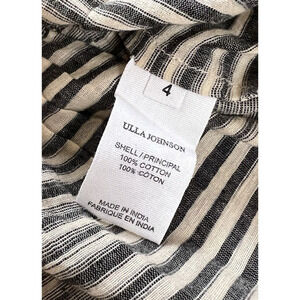 4
ULLA JOHNSON
SHELL/PRINCIPAL
100% COTTON
100% COTON
MADE IN INDIA
FABRIQUE EN INDIA